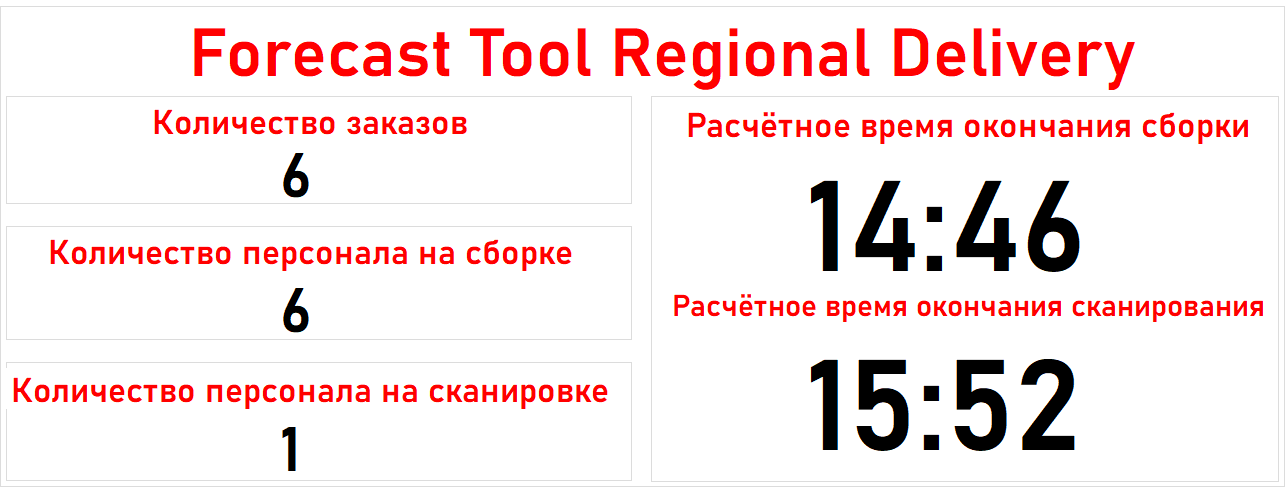 Forecast Tool Regional Delivery
Количество заказов
6
Количество персонала на сборке
6
Количество персонала на сканировке
1
Расчётное время окончания сборки
14:46
Расчётное время окончания сканирования
15:52